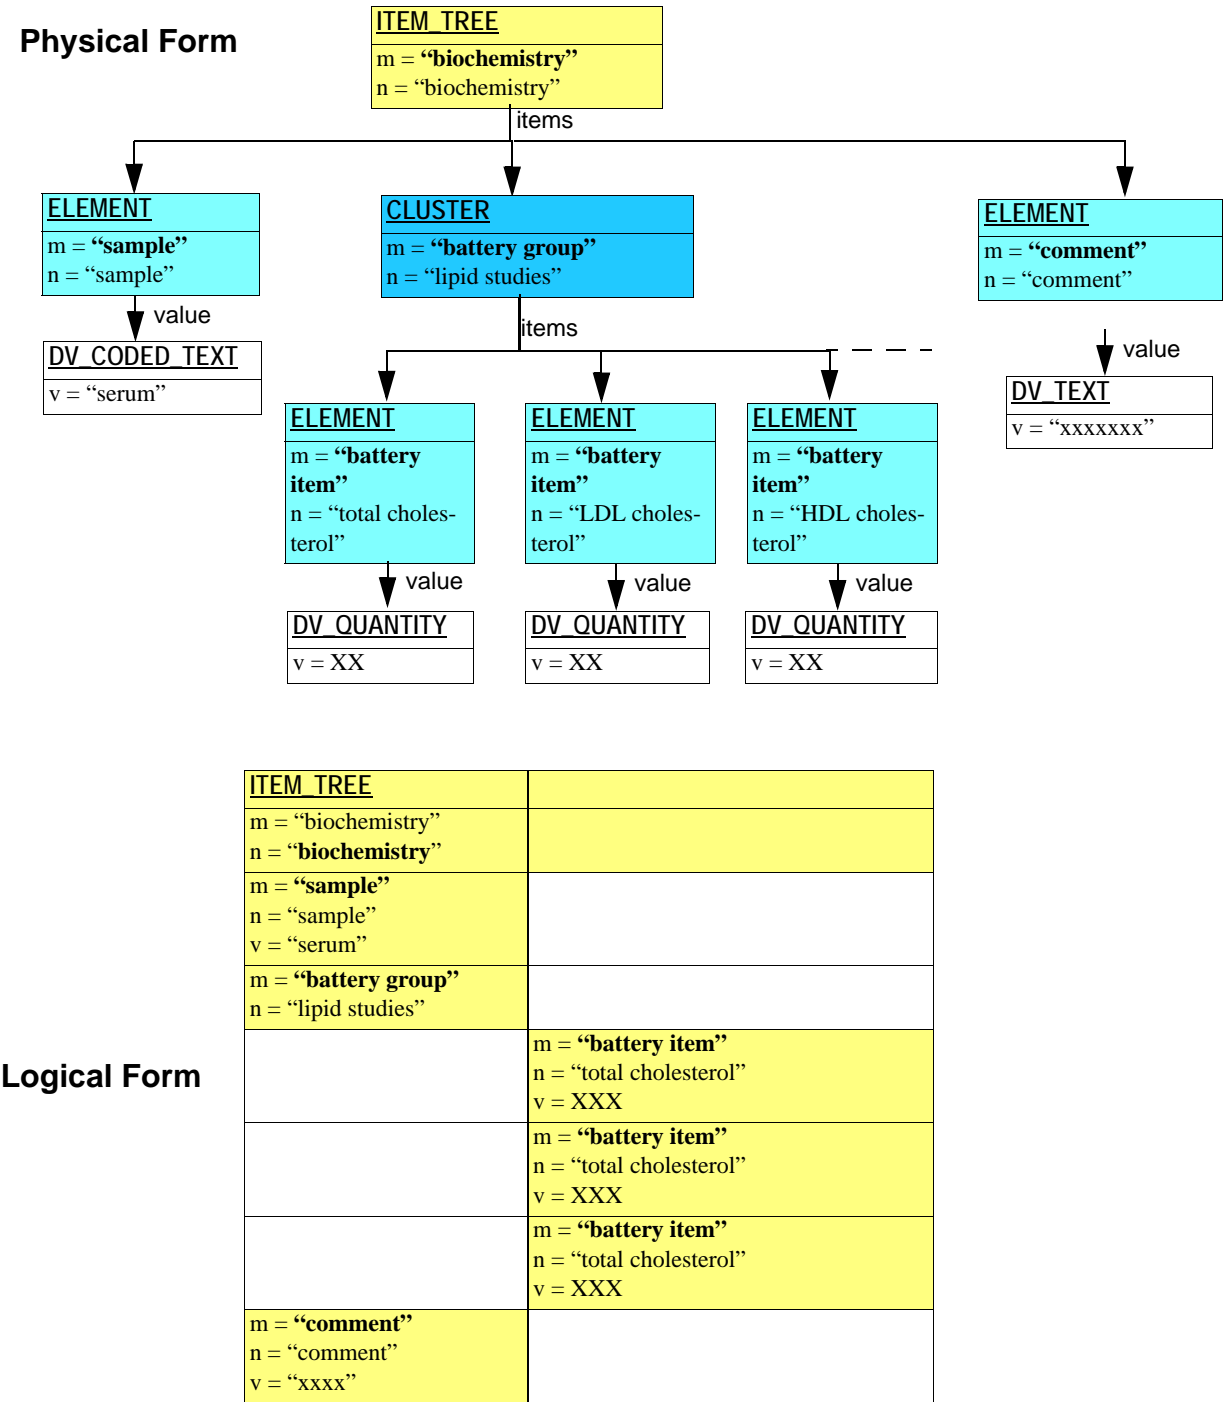 Physical Form
ITEM_TREE
m = “biochemistry”
n = “biochemistry”
items
ELEMENT
m = “sample”
n = “sample”
value
DV_CODED_TEXT
v = “serum”
CLUSTER
m = “battery group”
n = “lipid studies”
items
ELEMENT
m = “comment”
n = “comment”
value
DV_TEXT
v = “xxxxxxx”
ELEMENT
m = “battery
item”
n = “total choles-
terol”
value
DV_QUANTITY
v = XX
ELEMENT
m = “battery
item”
n = “LDL choles-
terol”
value
DV_QUANTITY
v = XX
ELEMENT
m = “battery
item”
n = “HDL choles-
terol”
value
DV_QUANTITY
v = XX
Logical Form
ITEM_TREE
m = “biochemistry”
n = “biochemistry”
m = “sample”
n = “sample”
v = “serum”
m = “battery group”
n = “lipid studies”
m = “battery item”
n = “total cholesterol”
v = XXX
m = “battery item”
n = “total cholesterol”
v = XXX
m = “battery item”
n = “total cholesterol”
v = XXX
m = “comment”
n = “comment”
v = “xxxx”